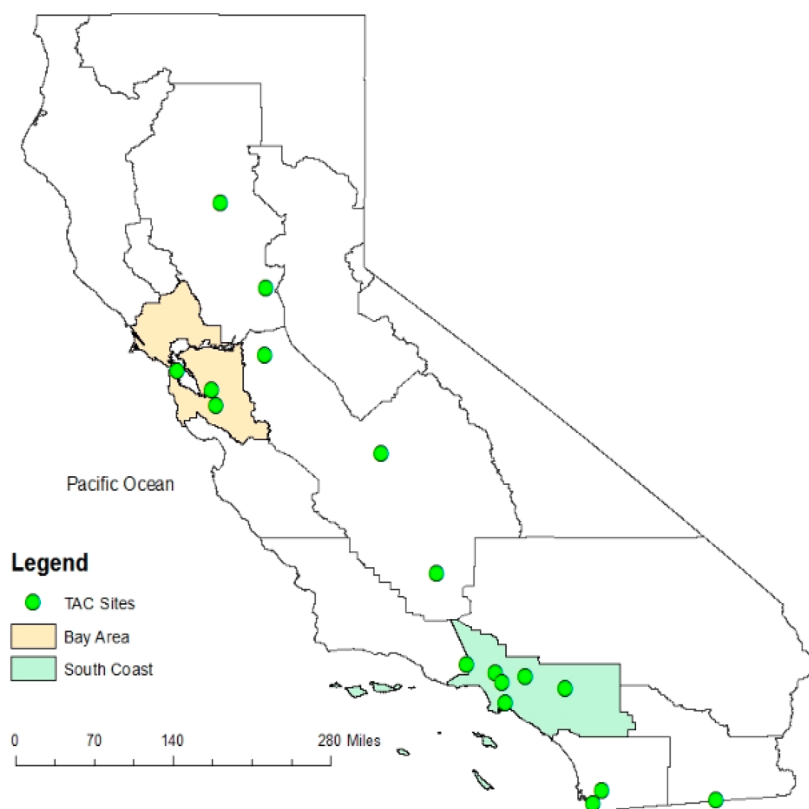 Pacific Ocean
Legend
TAC Sites
Bay Area
South Coast
0 70 140 280 Miles